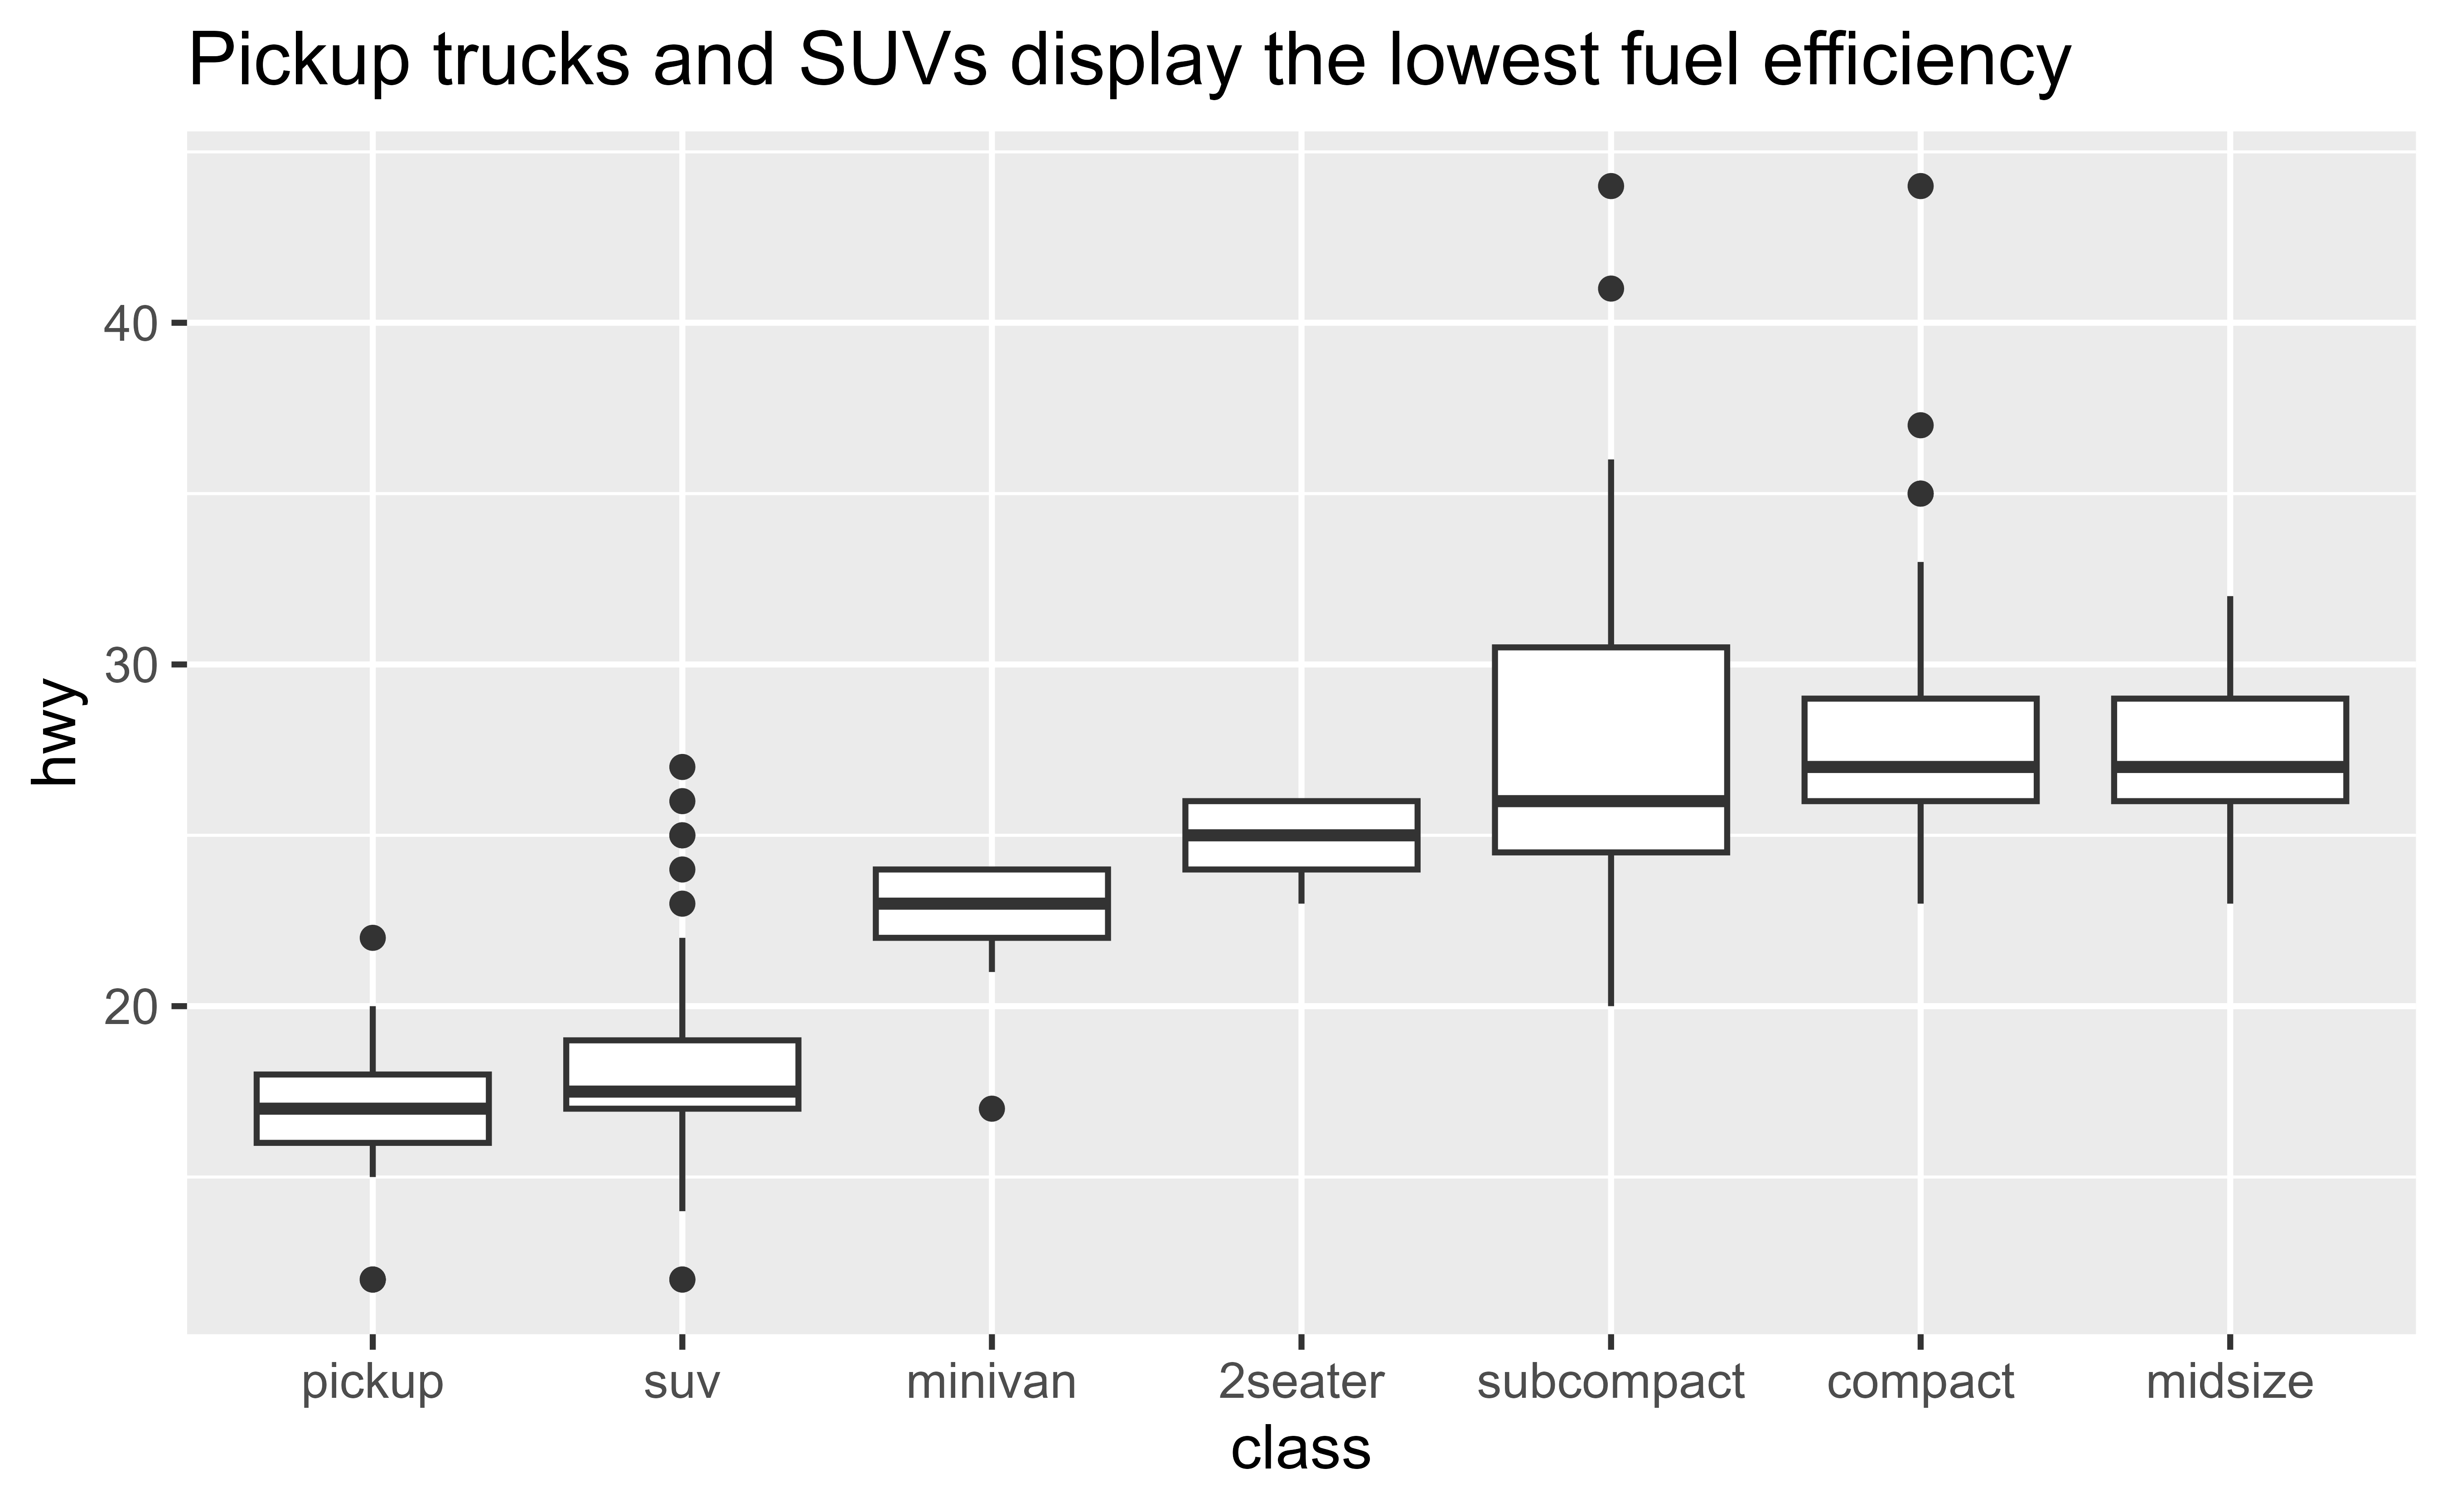 Pickup trucks and SUVs display the lowest fuel efficiency
hwy
40
30
20
pickup suv minivan 2seater subcompact compact midsize
class